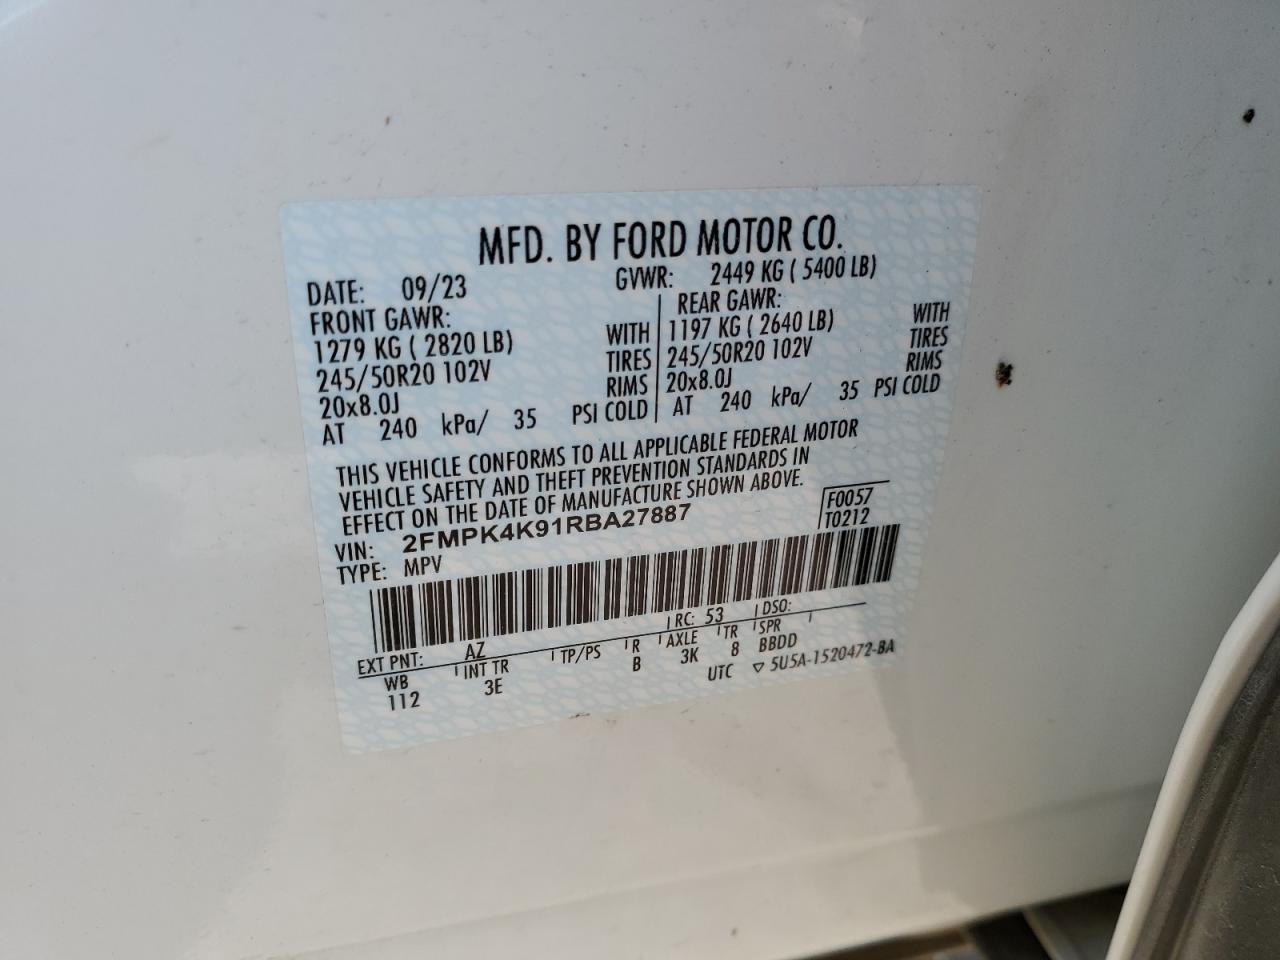 MFD. BY FORD MOTOR CO.
DATE: 09/23 GVWR: 2449 KG ( 5400 LB)
FRONT GAWR: REAR GAWR:
1279 KG ( 2820 LB) WITH 1197 KG ( 2640 LB) WITH
245/50R20 102V TIRES 245/50R20 102V TIRES
20x8.0J RIMS 20x8.0J RIMS
AT 240 kPa/ 35 PSI COLD AT 240 kPa/ 35 PSI COLD
THIS VEHICLE CONFORMS TO ALL APPLICABLE FEDERAL MOTOR
VEHICLE SAFETY AND THEFT PREVENTION STANDARDS IN
EFFECT ON THE DATE OF MANUFACTURE SHOWN ABOVE.
F0057
VIN: 2FMPK4K91RBA27887 T0212
TYPE: MPV
EXT PNT: AZ RC: 53 DSO:
WB INT TR TP/PS R AXLE TR SPR
112 3E B 3K 8 BBDD
UTC ▽ 5U5A-1520472-BA